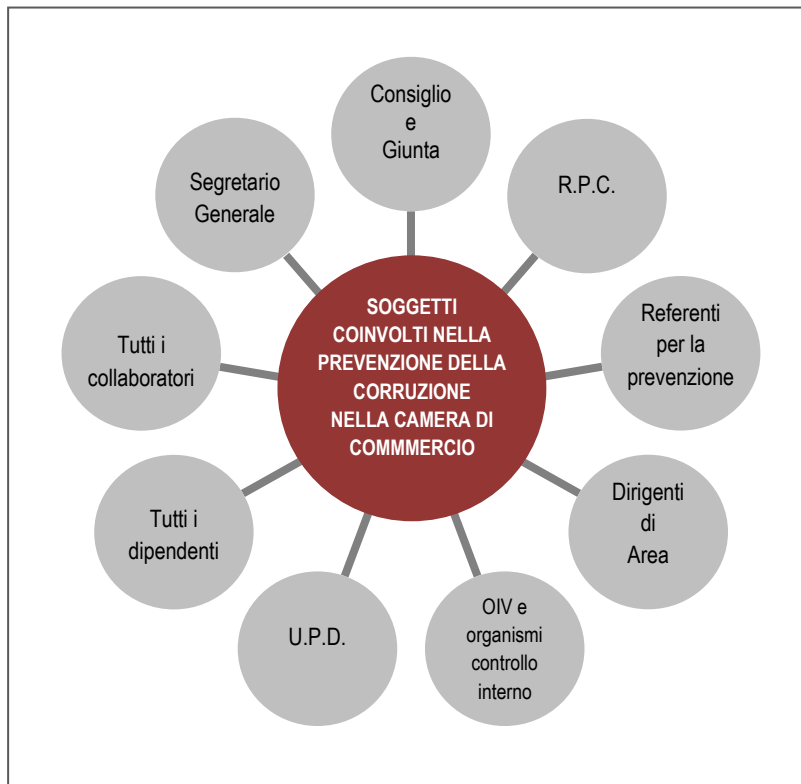 Consiglio
e
Giunta
R.P.C.
Referenti
per la
prevenzione
Dirigenti
di
Area
OIV e
organismi
controllo
interno
U.P.D.
Tutti i
dipendenti
Tutti i
collaboratori
Segretario
Generale
SOGGETTI
COINVOLTI NELLA
PREVENZIONE DELLA
CORRUZIONE
NELLA CAMERA DI
COMMMERCIO